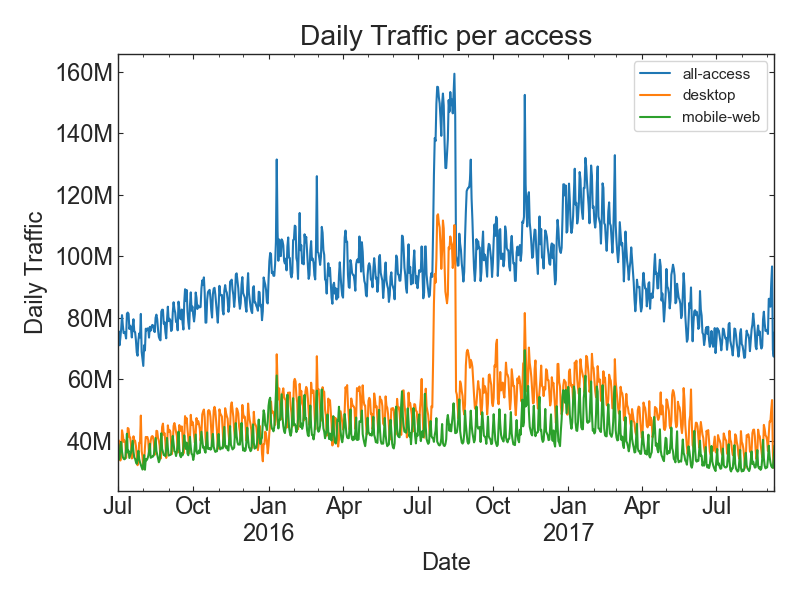 Daily Traffic per access
160M
140M
120M
100M
80M
60M
40M
Daily Traffic
all-access
desktop
mobile-web
Jul Oct Jan Apr Jul Oct Jan Apr Jul
2016 2017
Date